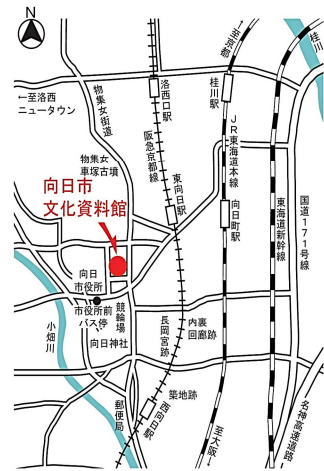 N
←至洛西
ニュータウン
物集女街道
洛西口駅
阪急京都線
←至京都
桂川駅
桂川
JR東海道本線
物集女
車塚古墳
向日市
文化資料館
東向日駅
向日町駅
東海道新幹線
国道171号線
向日
市役所
市役所前
バス停
競輪場
向日神社
小畑川
長岡宮跡
内裏
回廊跡
築地跡
郵便局
西向日駅
至大阪→
名神高速道路